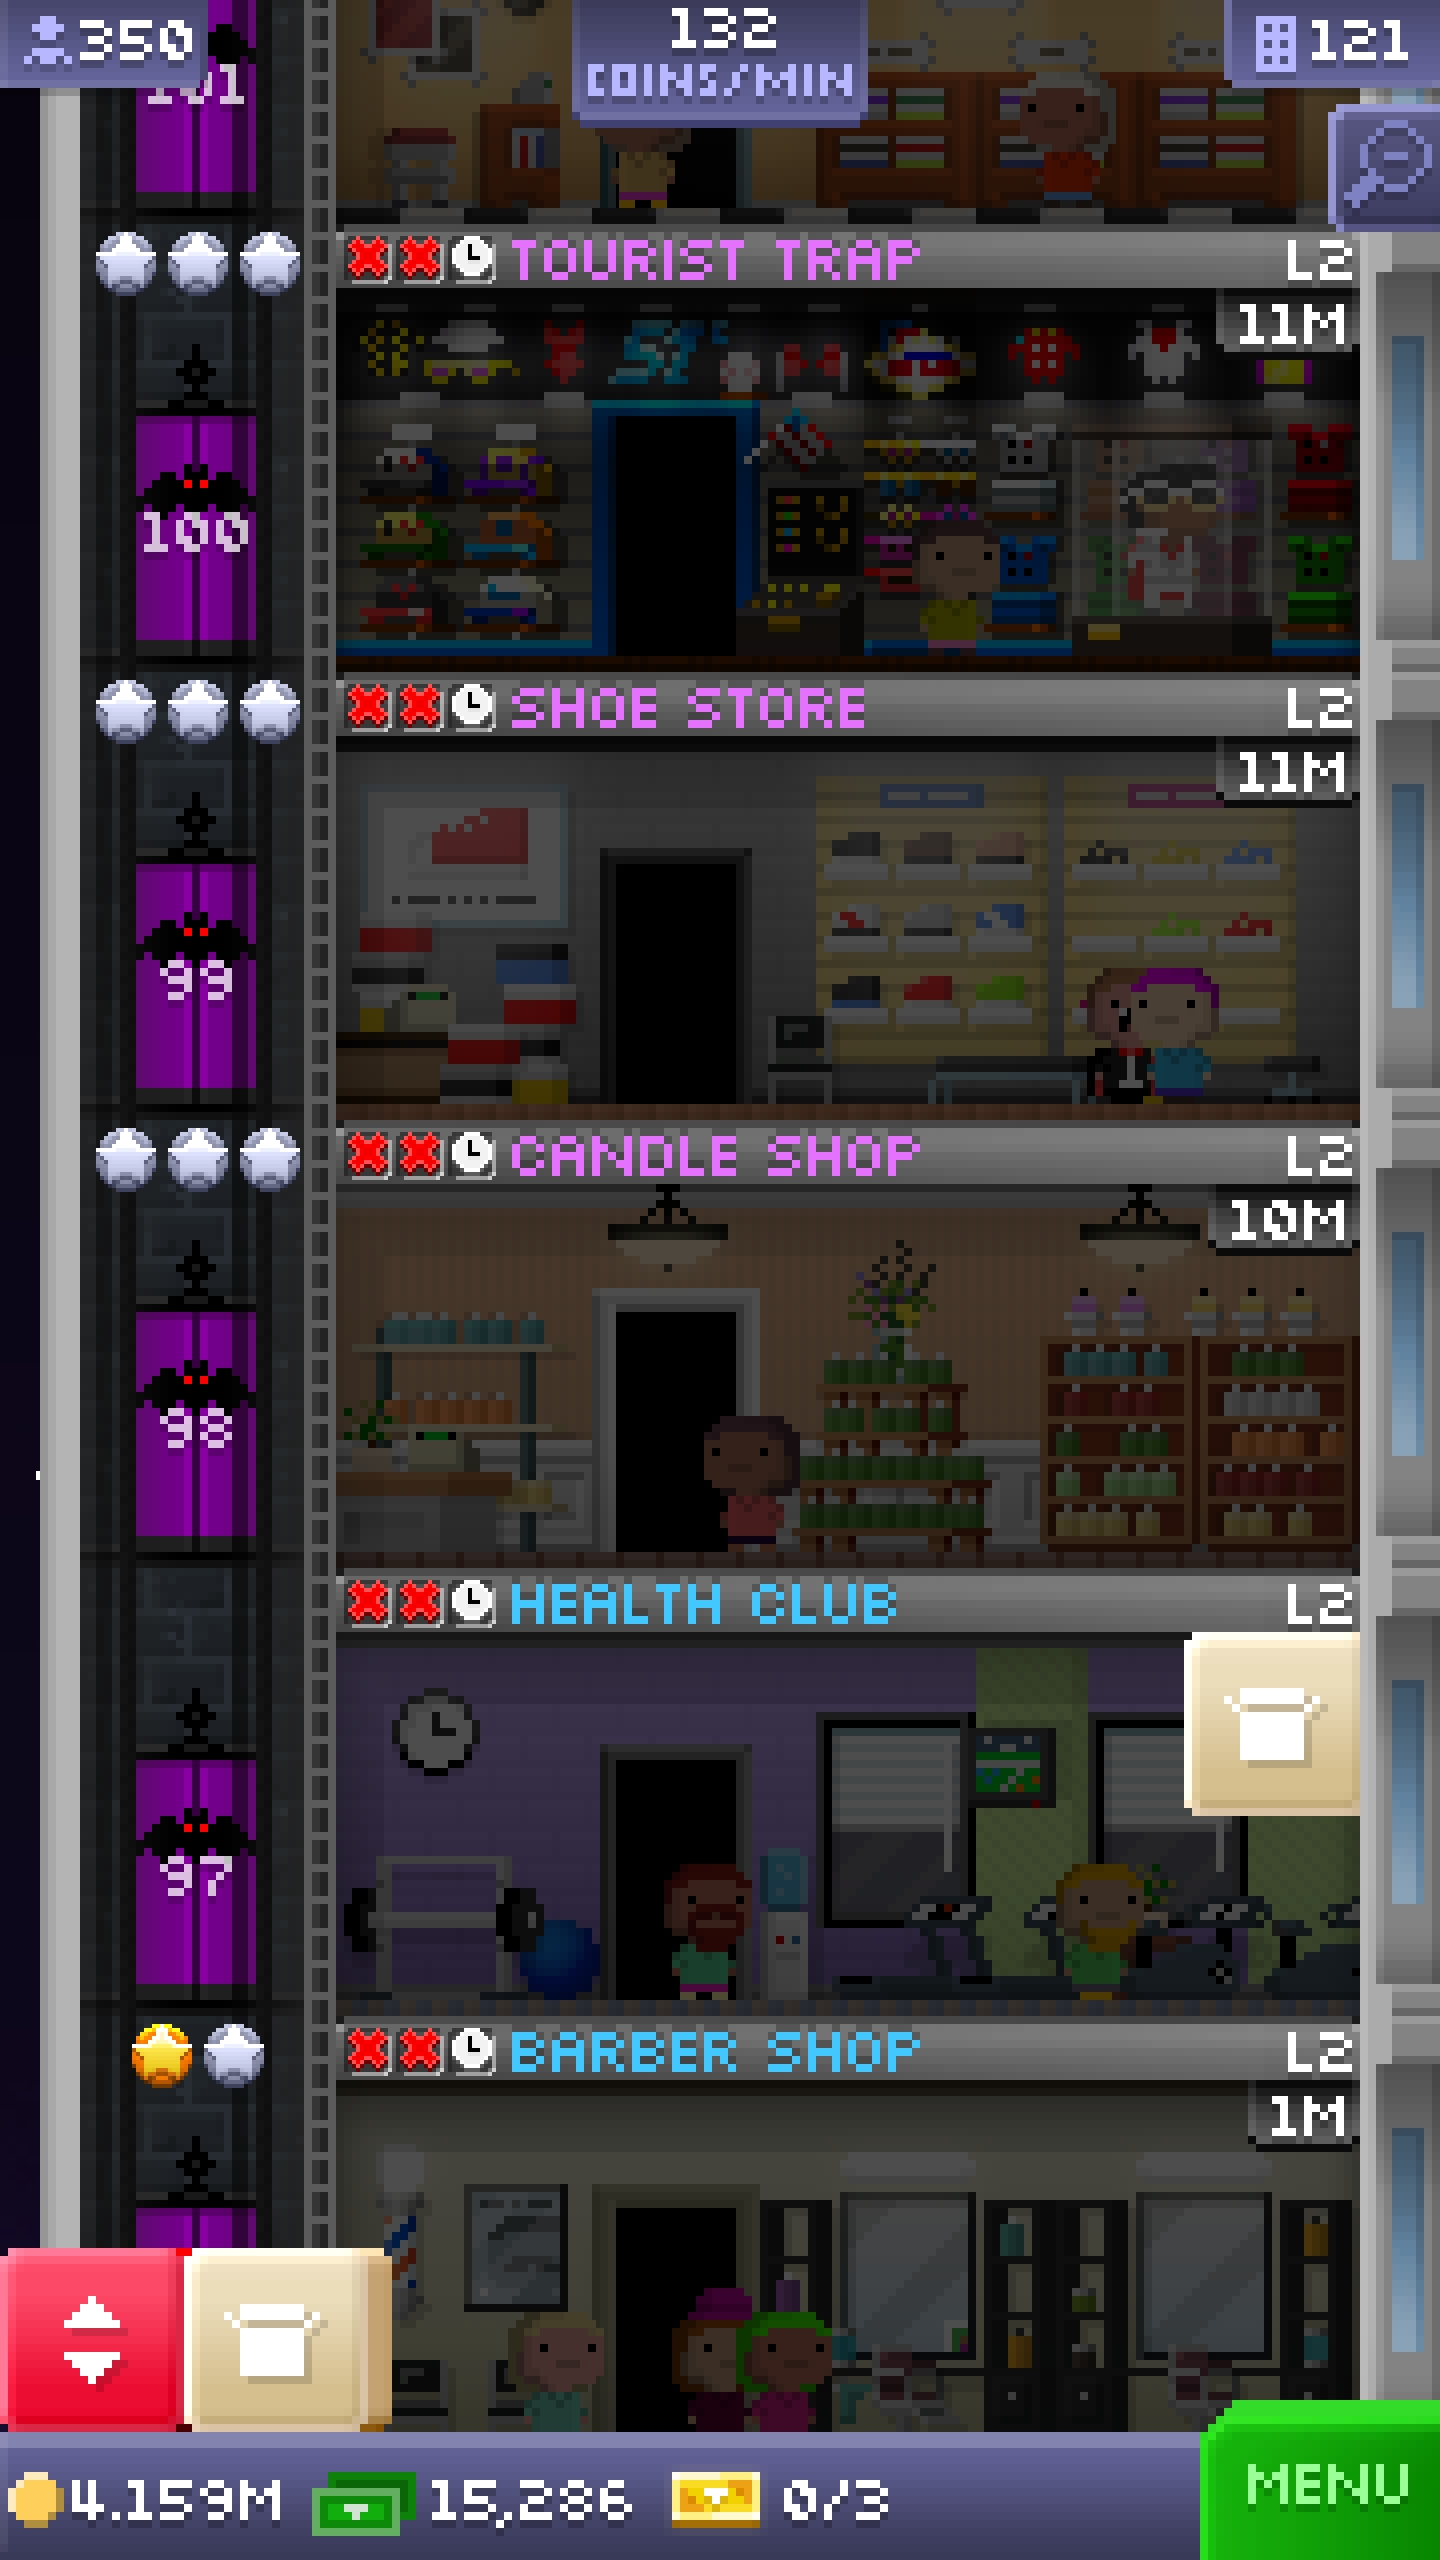 350
132
COINS/MIN
121
101
TOURIST TRAP
L2
11M
100
SHOE STORE
L2
11M
99
CANDLE SHOP
L2
10M
98
HEALTH CLUB
L2
97
BARBER SHOP
L2
1M
4.159M
15,286
0/3
MENU